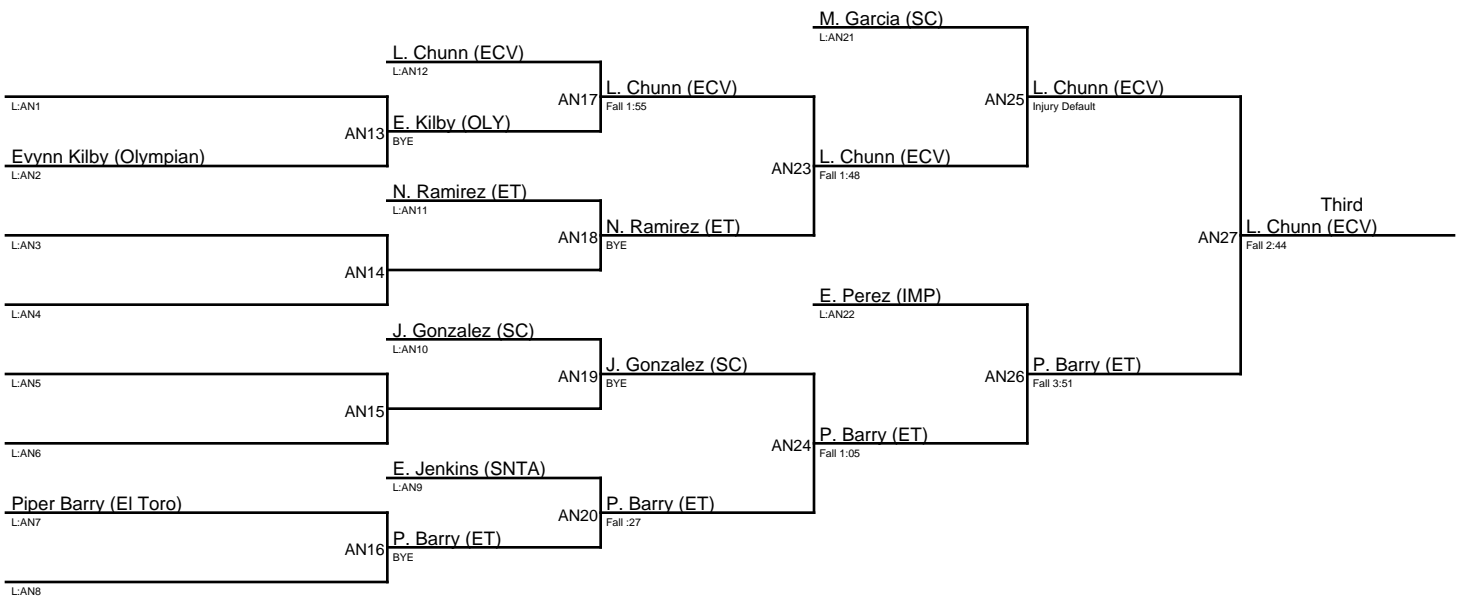 M. Garcia (SC)
L:AN21
L. Chunn (ECV)
L:AN12
L:AN1
AN17
L. Chunn (ECV)
Fall 1:55
AN25
L. Chunn (ECV)
Injury Default
AN13
E. Kilby (OLY)
BYE
Evynn Kilby (Olympian)
L:AN2
AN23
L. Chunn (ECV)
Fall 1:48
N. Ramirez (ET)
L:AN11
Third
L:AN3
AN18
N. Ramirez (ET)
BYE
AN27
L. Chunn (ECV)
Fall 2:44
AN14
L:AN4
E. Perez (IMP)
L:AN22
J. Gonzalez (SC)
L:AN10
L:AN5
AN19
J. Gonzalez (SC)
BYE
AN26
P. Barry (ET)
Fall 3:51
AN15
L:AN6
AN24
P. Barry (ET)
Fall 1:05
E. Jenkins (SNTA)
L:AN9
Piper Barry (El Toro)
L:AN7
AN20
P. Barry (ET)
Fall :27
AN16
P. Barry (ET)
BYE
L:AN8